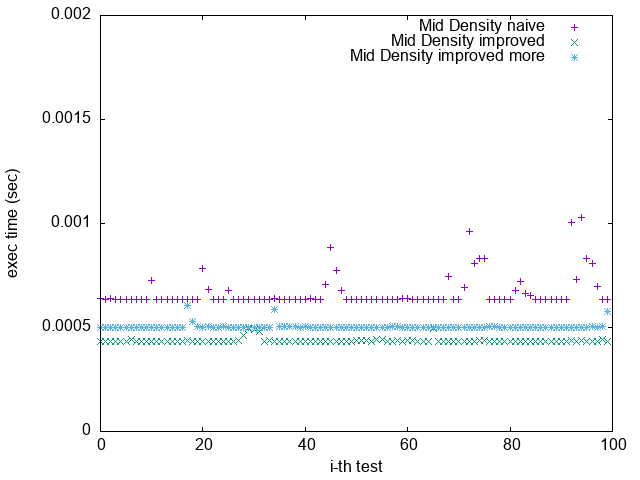 Mid Density naive
Mid Density improved
Mid Density improved more
0.002
0.0015
0.001
0.0005
0
exec time (sec)
0 20 40 60 80 100
i-th test